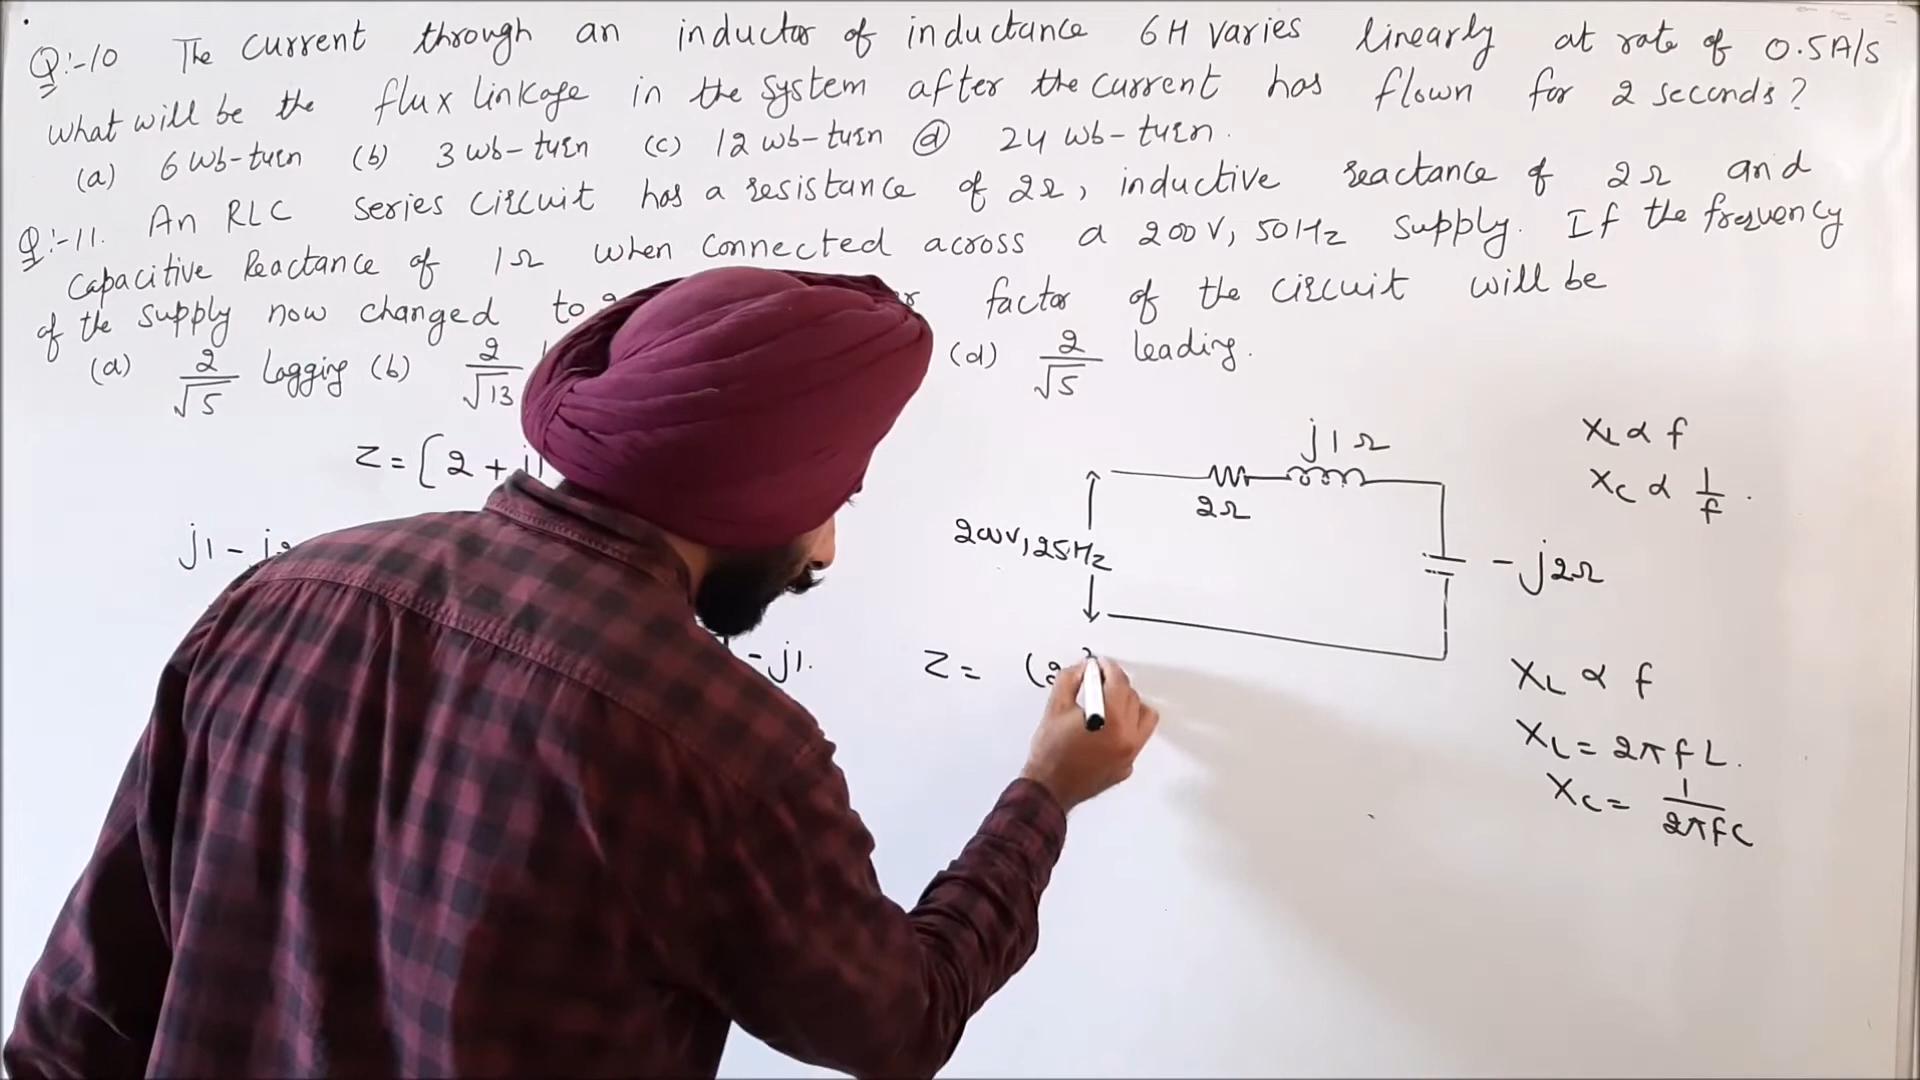 Q:-10 The current through an inductor of inductance 6H varies linearly at rate of 0.5A/s
what will be the flux linkage in the system after the current has flown for 2 seconds?
(a) 6 wb-turn (b) 3 wb-turn (c) 12 wb-turn (d) 24 wb-turn.
Q:-11. An RLC series circuit has a resistance of 2Ω, inductive reactance of 2Ω and
capacitive Reactance of 1Ω when connected across a 200V, 50Hz supply. If the frequency
of the supply now changed to factor of the circuit will be
(a) 2/√5 lagging (b) 2/√13 (d) 2/√5 leading.
Z = [2 + j1
j1 - j2
- j1.
j1Ω
2Ω
200V, 25Hz
- j2Ω
Z = (2
XL α f
XC α 1/f .
XL α f
XL = 2πfL.
XC = 1/2πfC